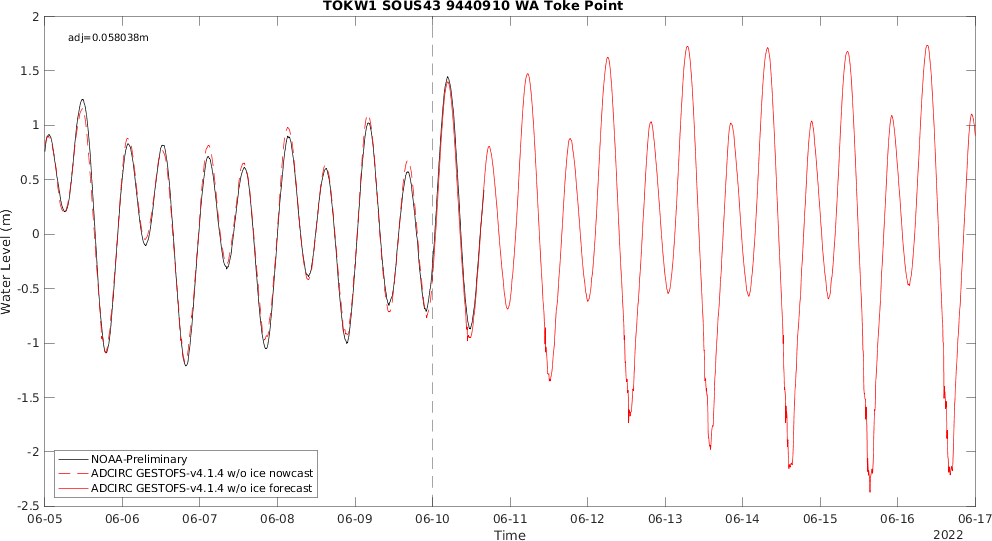 TOKW1 SOUS43 9440910 WA Toke Point
adj=0.058038m
Water Level (m)
2
1.5
1
0.5
0
-0.5
-1
-1.5
-2
-2.5
NOAA-Preliminary
ADCIRC GESTOFS-v4.1.4 w/o ice nowcast
ADCIRC GESTOFS-v4.1.4 w/o ice forecast
06-05 06-06 06-07 06-08 06-09 06-10 06-11 06-12 06-13 06-14 06-15 06-16 06-17
Time
2022